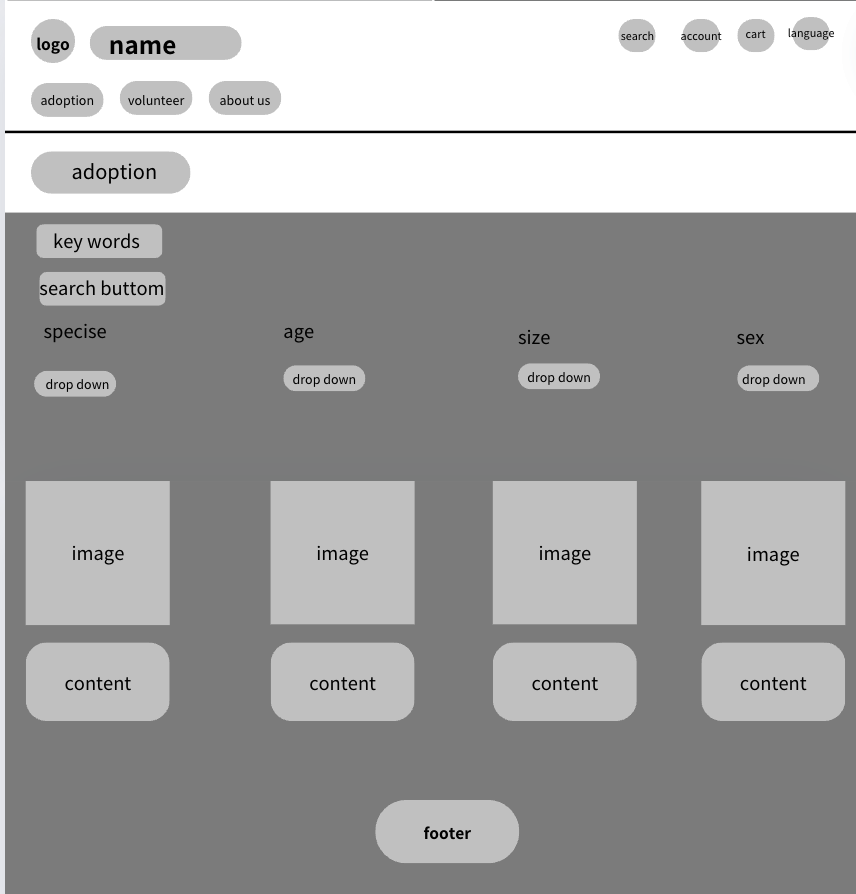 logo
name
search
account
cart
language
adoption
volunteer
about us
adoption
key words
search buttom
specise
age
size
sex
drop down
drop down
drop down
drop down
image
image
image
image
content
content
content
content
footer